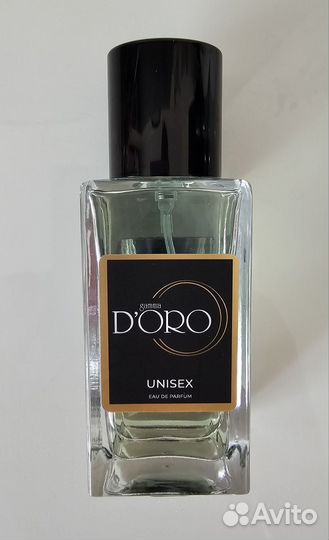 gamma
D'ORO
UNISEX
EAU DE PARFUM
Avito